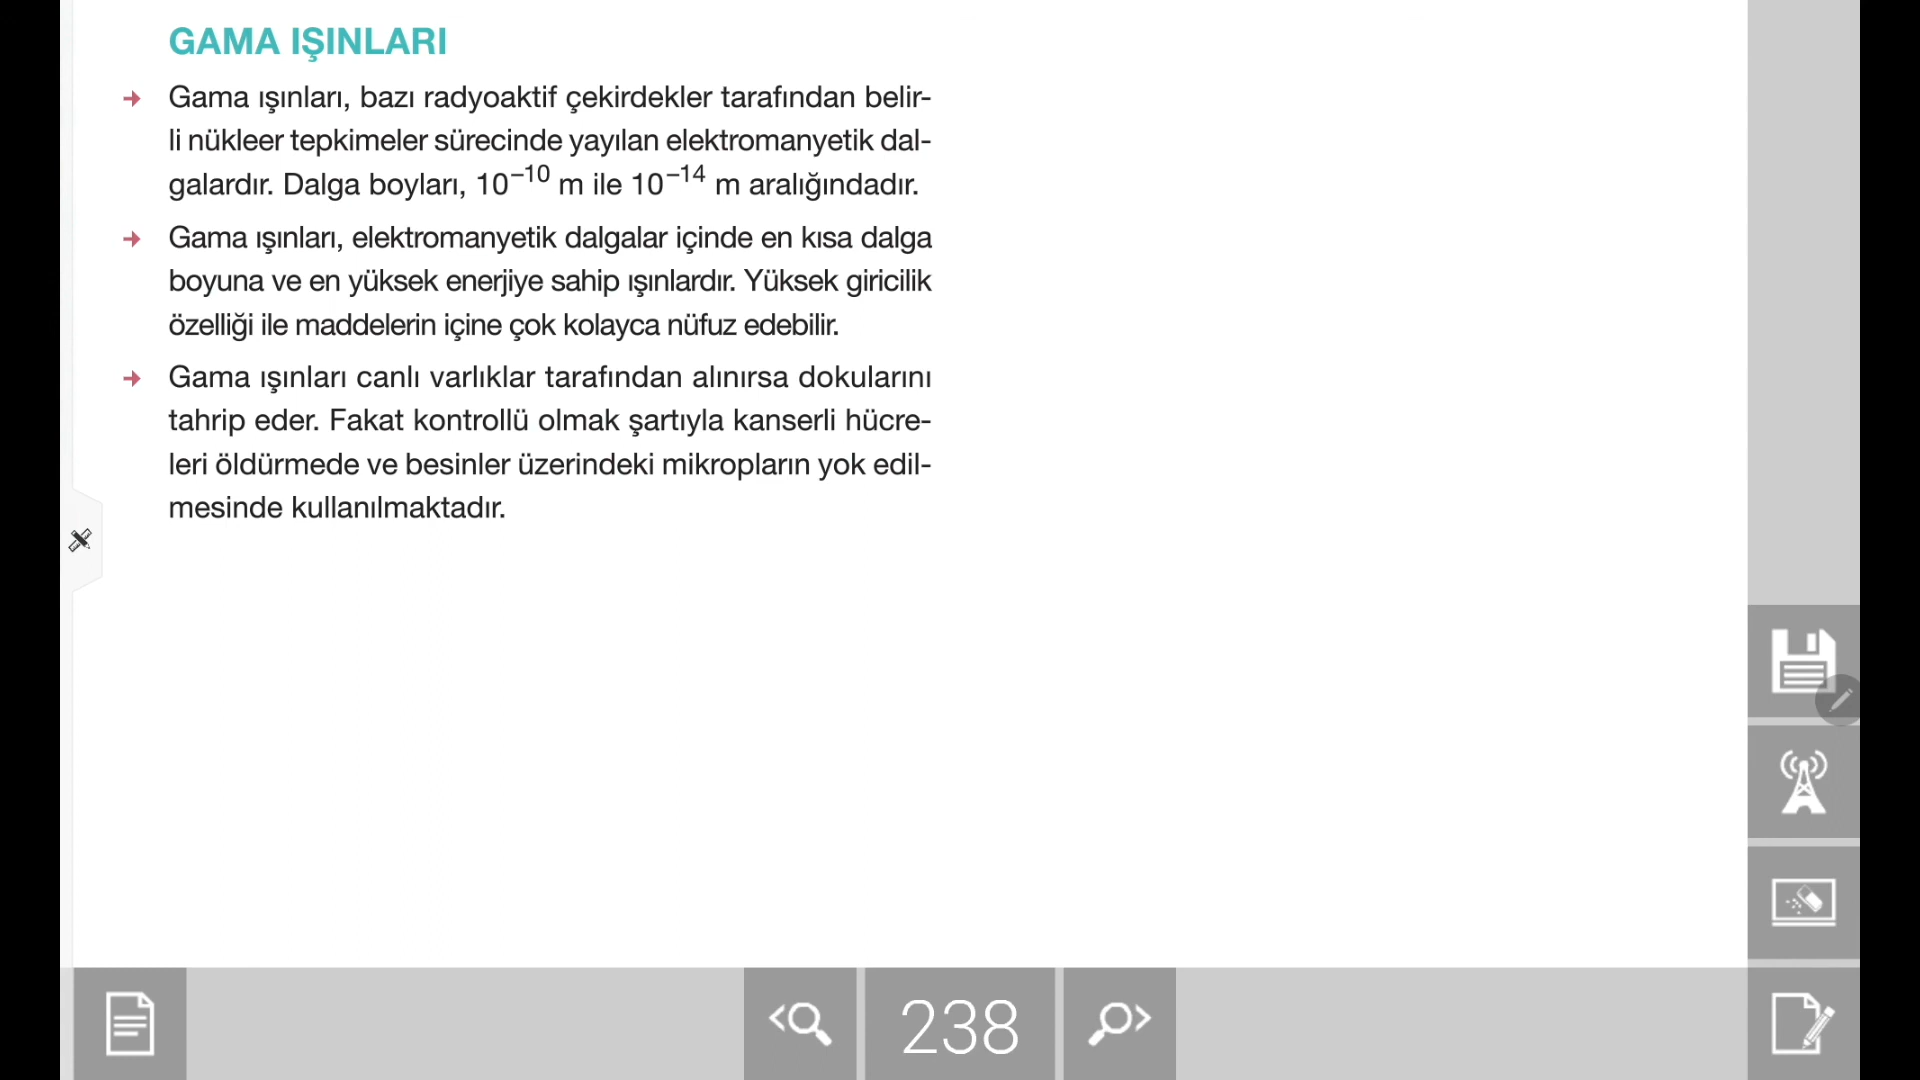 GAMA IŞINLARI
Gama ışınları, bazı radyoaktif çekirdekler tarafından belir-
li nükleer tepkimeler sürecinde yayılan elektromanyetik dal-
galardır. Dalga boyları, 10⁻¹⁰ m ile 10⁻¹⁴ m aralığındadır.
Gama ışınları, elektromanyetik dalgalar içinde en kısa dalga
boyuna ve en yüksek enerjiye sahip ışınlardır. Yüksek giricilik
özelliği ile maddelerin içine çok kolayca nüfuz edebilir.
Gama ışınları canlı varlıklar tarafından alınırsa dokularını
tahrip eder. Fakat kontrollü olmak şartıyla kanserli hücre-
leri öldürmede ve besinler üzerindeki mikropların yok edil-
mesinde kullanılmaktadır.
238